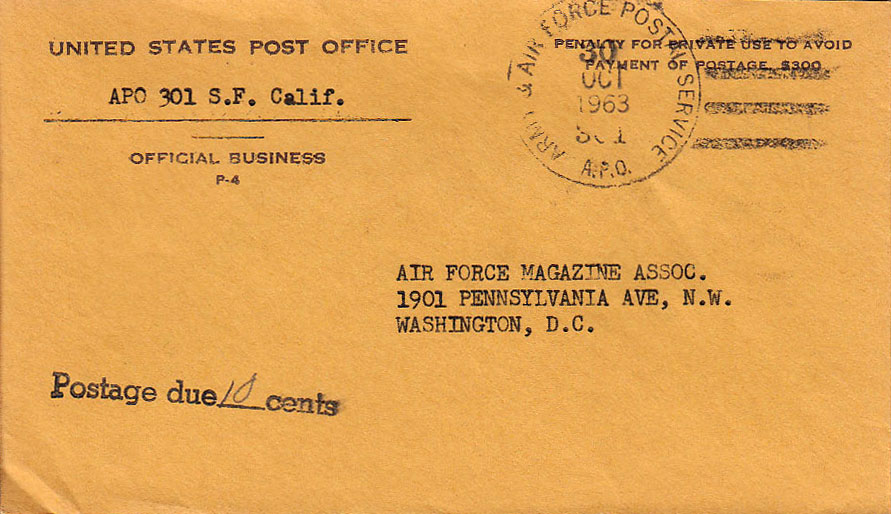 UNITED STATES POST OFFICE
APO 301 S.F. Calif.
OFFICIAL BUSINESS
P-4
PENALTY FOR PRIVATE USE TO AVOID
PAYMENT OF POSTAGE, $300
ARMY & AIR FORCE POSTAL SERVICE
30
OCT
1963
301
A.P.O.
AIR FORCE MAGAZINE ASSOC.
1901 PENNSYLVANIA AVE, N.W.
WASHINGTON, D.C.
Postage due 10 cents